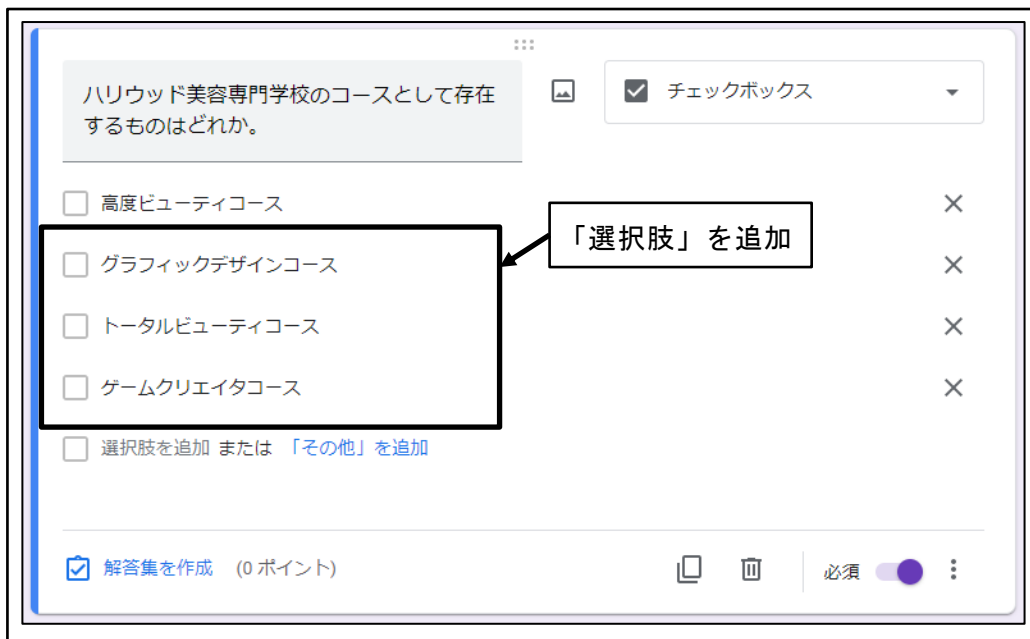 ハリウッド美容専門学校のコースとして存在
するものはどれか。
チェックボックス
高度ビューティコース
「選択肢」を追加
グラフィックデザインコース
トータルビューティコース
ゲームクリエイタコース
選択肢を追加 または 「その他」を追加
解答集を作成 (0 ポイント)
必須